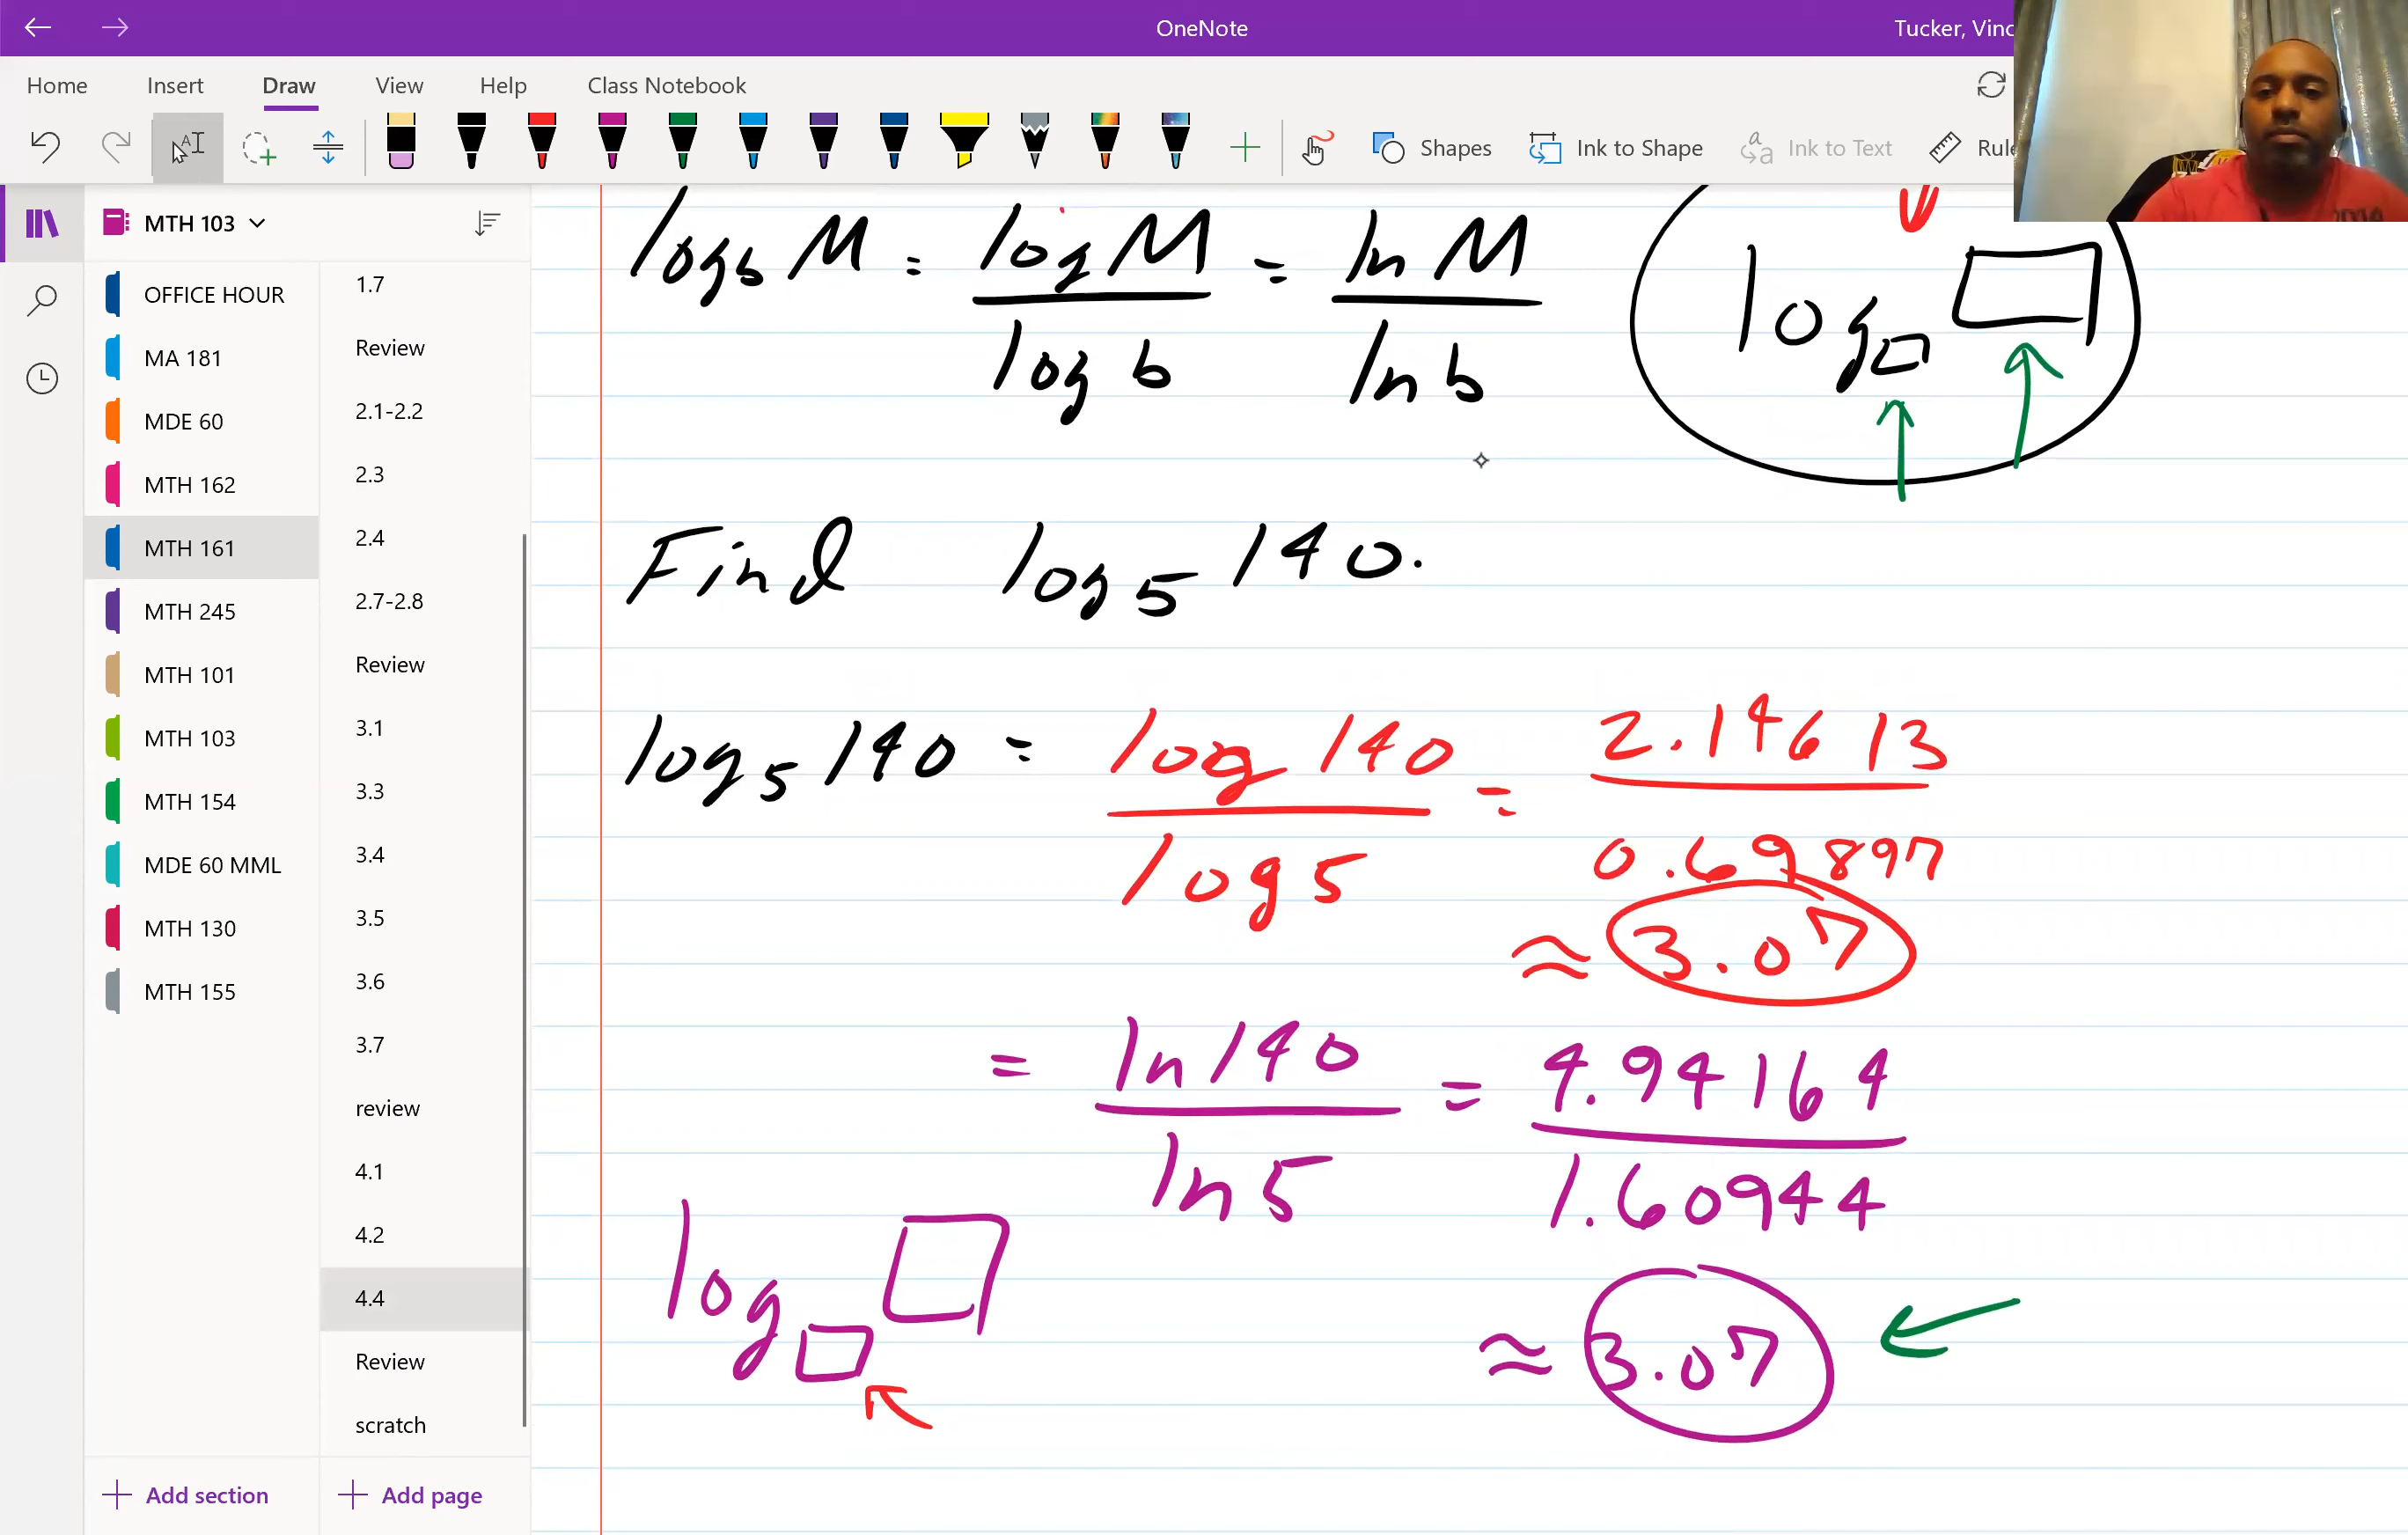 OneNote
Tucker, Vinc
Home Insert Draw View Help Class Notebook
Shapes Ink to Shape Ink to Text Rule
MTH 103
OFFICE HOUR
MA 181
MDE 60
MTH 162
MTH 161
MTH 245
MTH 101
MTH 103
MTH 154
MDE 60 MML
MTH 130
MTH 155
Add section
1.7
Review
2.1-2.2
2.3
2.4
2.7-2.8
Review
3.1
3.3
3.4
3.5
3.6
3.7
review
4.1
4.2
4.4
Review
scratch
Add page
log_b M = log M / log b = ln M / ln b
log□ □
Find log_5 140.
log_5 140 = log 140 / log 5 = 2.14613 / 0.69897
≈ 3.07
= ln 140 / ln 5 = 4.94164 / 1.60944
log□ □
≈ 3.07